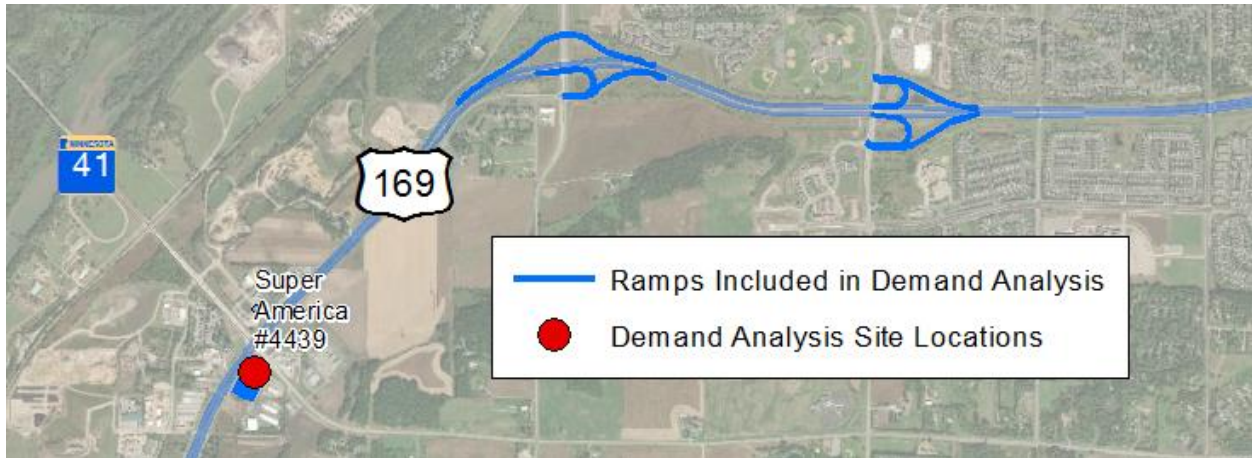 MINNESOTA
41
169
Super
America
#4439
Ramps Included in Demand Analysis
Demand Analysis Site Locations